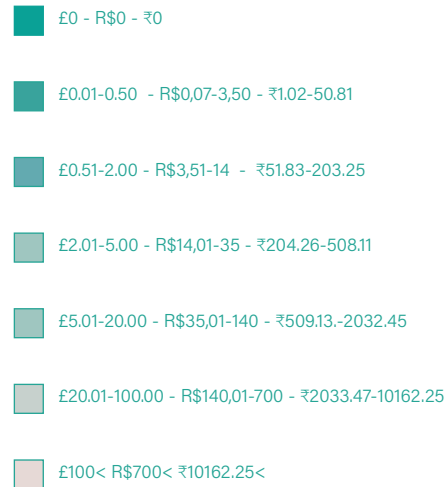 £0 - R$0 - ₹0
£0.01-0.50 - R$0,07-3,50 - ₹1.02-50.81
£0.51-2.00 - R$3,51-14 - ₹51.83-203.25
£2.01-5.00 - R$14,01-35 - ₹204.26-508.11
£5.01-20.00 - R$35,01-140 - ₹509.13.-2032.45
£20.01-100.00 - R$140,01-700 - ₹2033.47-10162.25
£100< R$700< ₹10162.25<